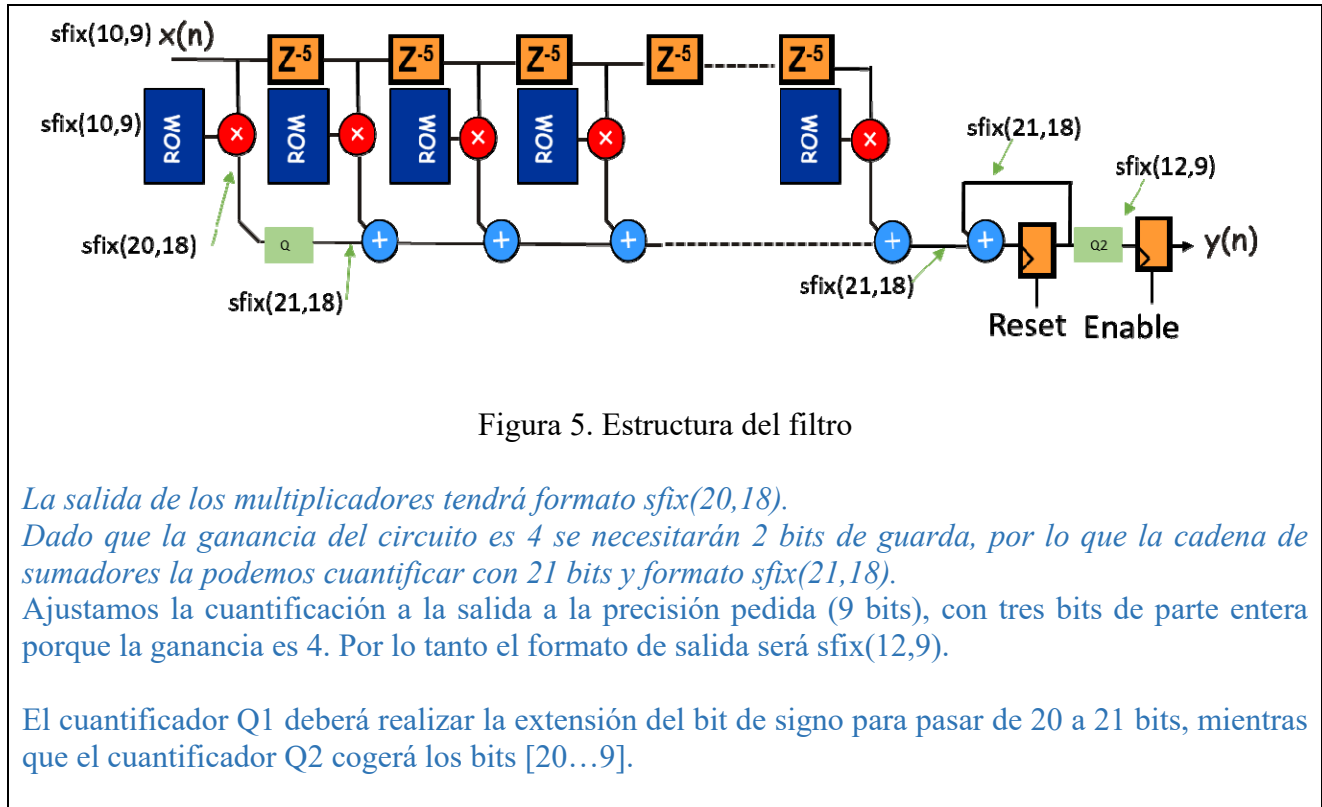 sfix(10,9) x(n)
Z-5 Z-5 Z-5 Z-5 Z-5
sfix(10,9)
ROM × ROM × ROM × ROM × ROM ×
sfix(21,18)
sfix(12,9)
sfix(20,18)
Q + + + + + Q2 y(n)
sfix(21,18)
sfix(21,18)
Reset Enable
Figura 5. Estructura del filtro
La salida de los multiplicadores tendrá formato sfix(20,18).
Dado que la ganancia del circuito es 4 se necesitarán 2 bits de guarda, por lo que la cadena de
sumadores la podemos cuantificar con 21 bits y formato sfix(21,18).
Ajustamos la cuantificación a la salida a la precisión pedida (9 bits), con tres bits de parte entera
porque la ganancia es 4. Por lo tanto el formato de salida será sfix(12,9).
El cuantificador Q1 deberá realizar la extensión del bit de signo para pasar de 20 a 21 bits, mientras
que el cuantificador Q2 cogerá los bits [20…9].